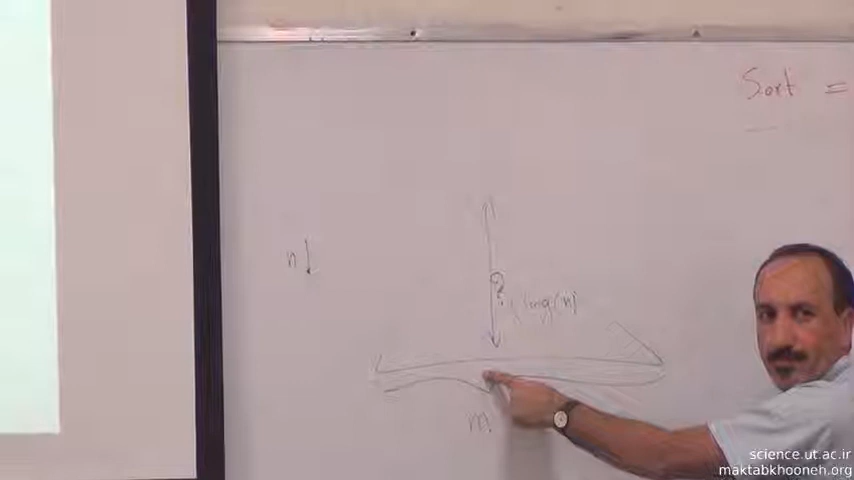 Sort =
n
?
log(n)
m
science.ut.ac.ir
maktabkhooneh.org